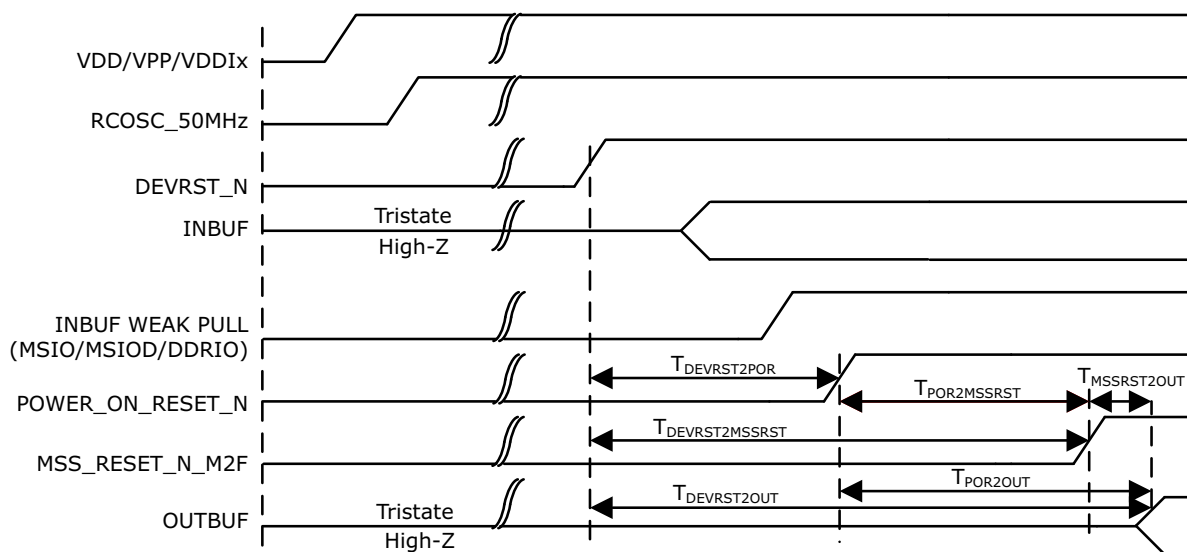 VDD/VPP/VDDIx
RCOSC_50MHz
DEVRST_N
INBUF
Tristate
High-Z
INBUF WEAK PULL
(MSIO/MSIOD/DDRIO)
TDEVRST2POR
POWER_ON_RESET_N
TPOR2MSSRST
TMSSRST2OUT
TDEVRST2MSSRST
MSS_RESET_N_M2F
TPOR2OUT
TDEVRST2OUT
OUTBUF
Tristate
High-Z